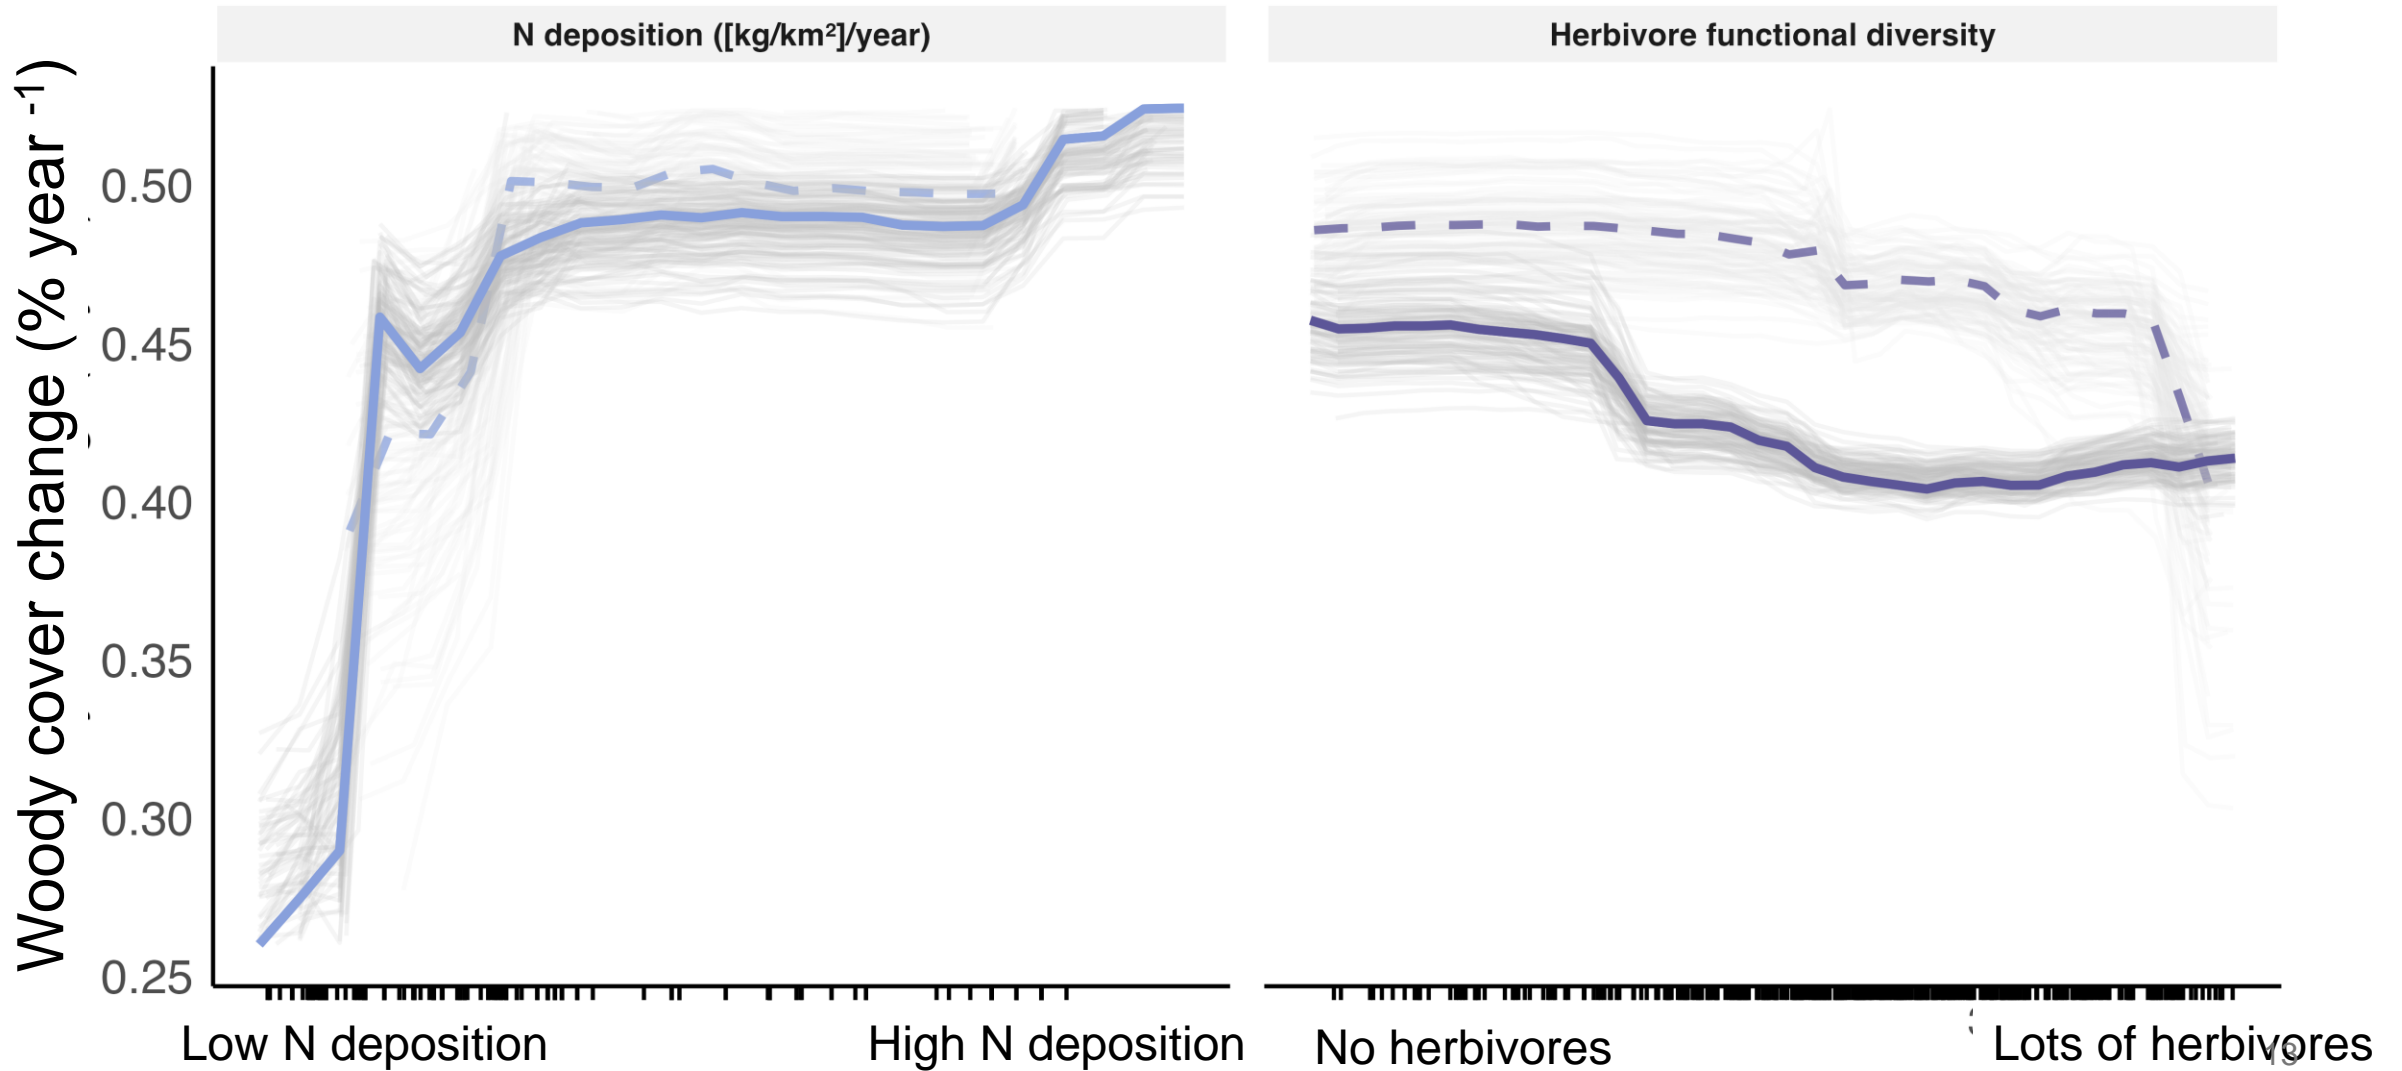 N deposition ([kg/km²]/year)
Herbivore functional diversity
Woody cover change (% year -1)
0.50
0.45
0.40
0.35
0.30
0.25
Low N deposition
High N deposition
No herbivores
Lots of herbivores
13